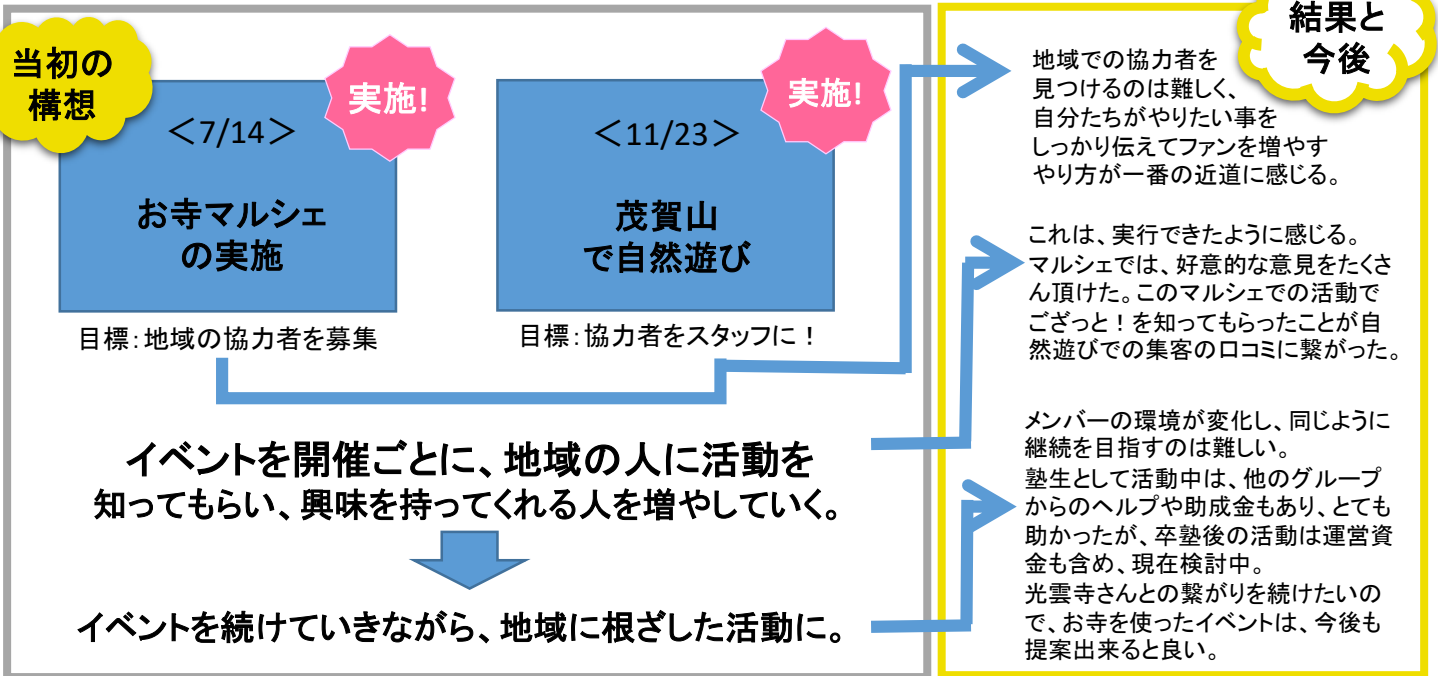 当初の
構想
実施!
＜7/14＞
お寺マルシェ
の実施
目標：地域の協力者を募集
実施!
＜11/23＞
茂賀山
で自然遊び
目標：協力者をスタッフに！
イベントを開催ごとに、地域の人に活動を
知ってもらい、興味を持ってくれる人を増やしていく。
イベントを続けていきながら、地域に根ざした活動に。
結果と
今後
地域での協力者を
見つけるのは難しく、
自分たちがやりたい事を
しっかり伝えてファンを増やす
やり方が一番の近道に感じる。
これは、実行できたように感じる。
マルシェでは、好意的な意見をたくさ
ん頂けた。このマルシェでの活動で
ござっと！を知ってもらったことが自
然遊びでの集客の口コミに繋がった。
メンバーの環境が変化し、同じように
継続を目指すのは難しい。
塾生として活動中は、他のグループ
からのヘルプや助成金もあり、とても
助かったが、卒塾後の活動は運営資
金も含め、現在検討中。
光雲寺さんとの繋がりを続けたいの
で、お寺を使ったイベントは、今後も
提案出来ると良い。